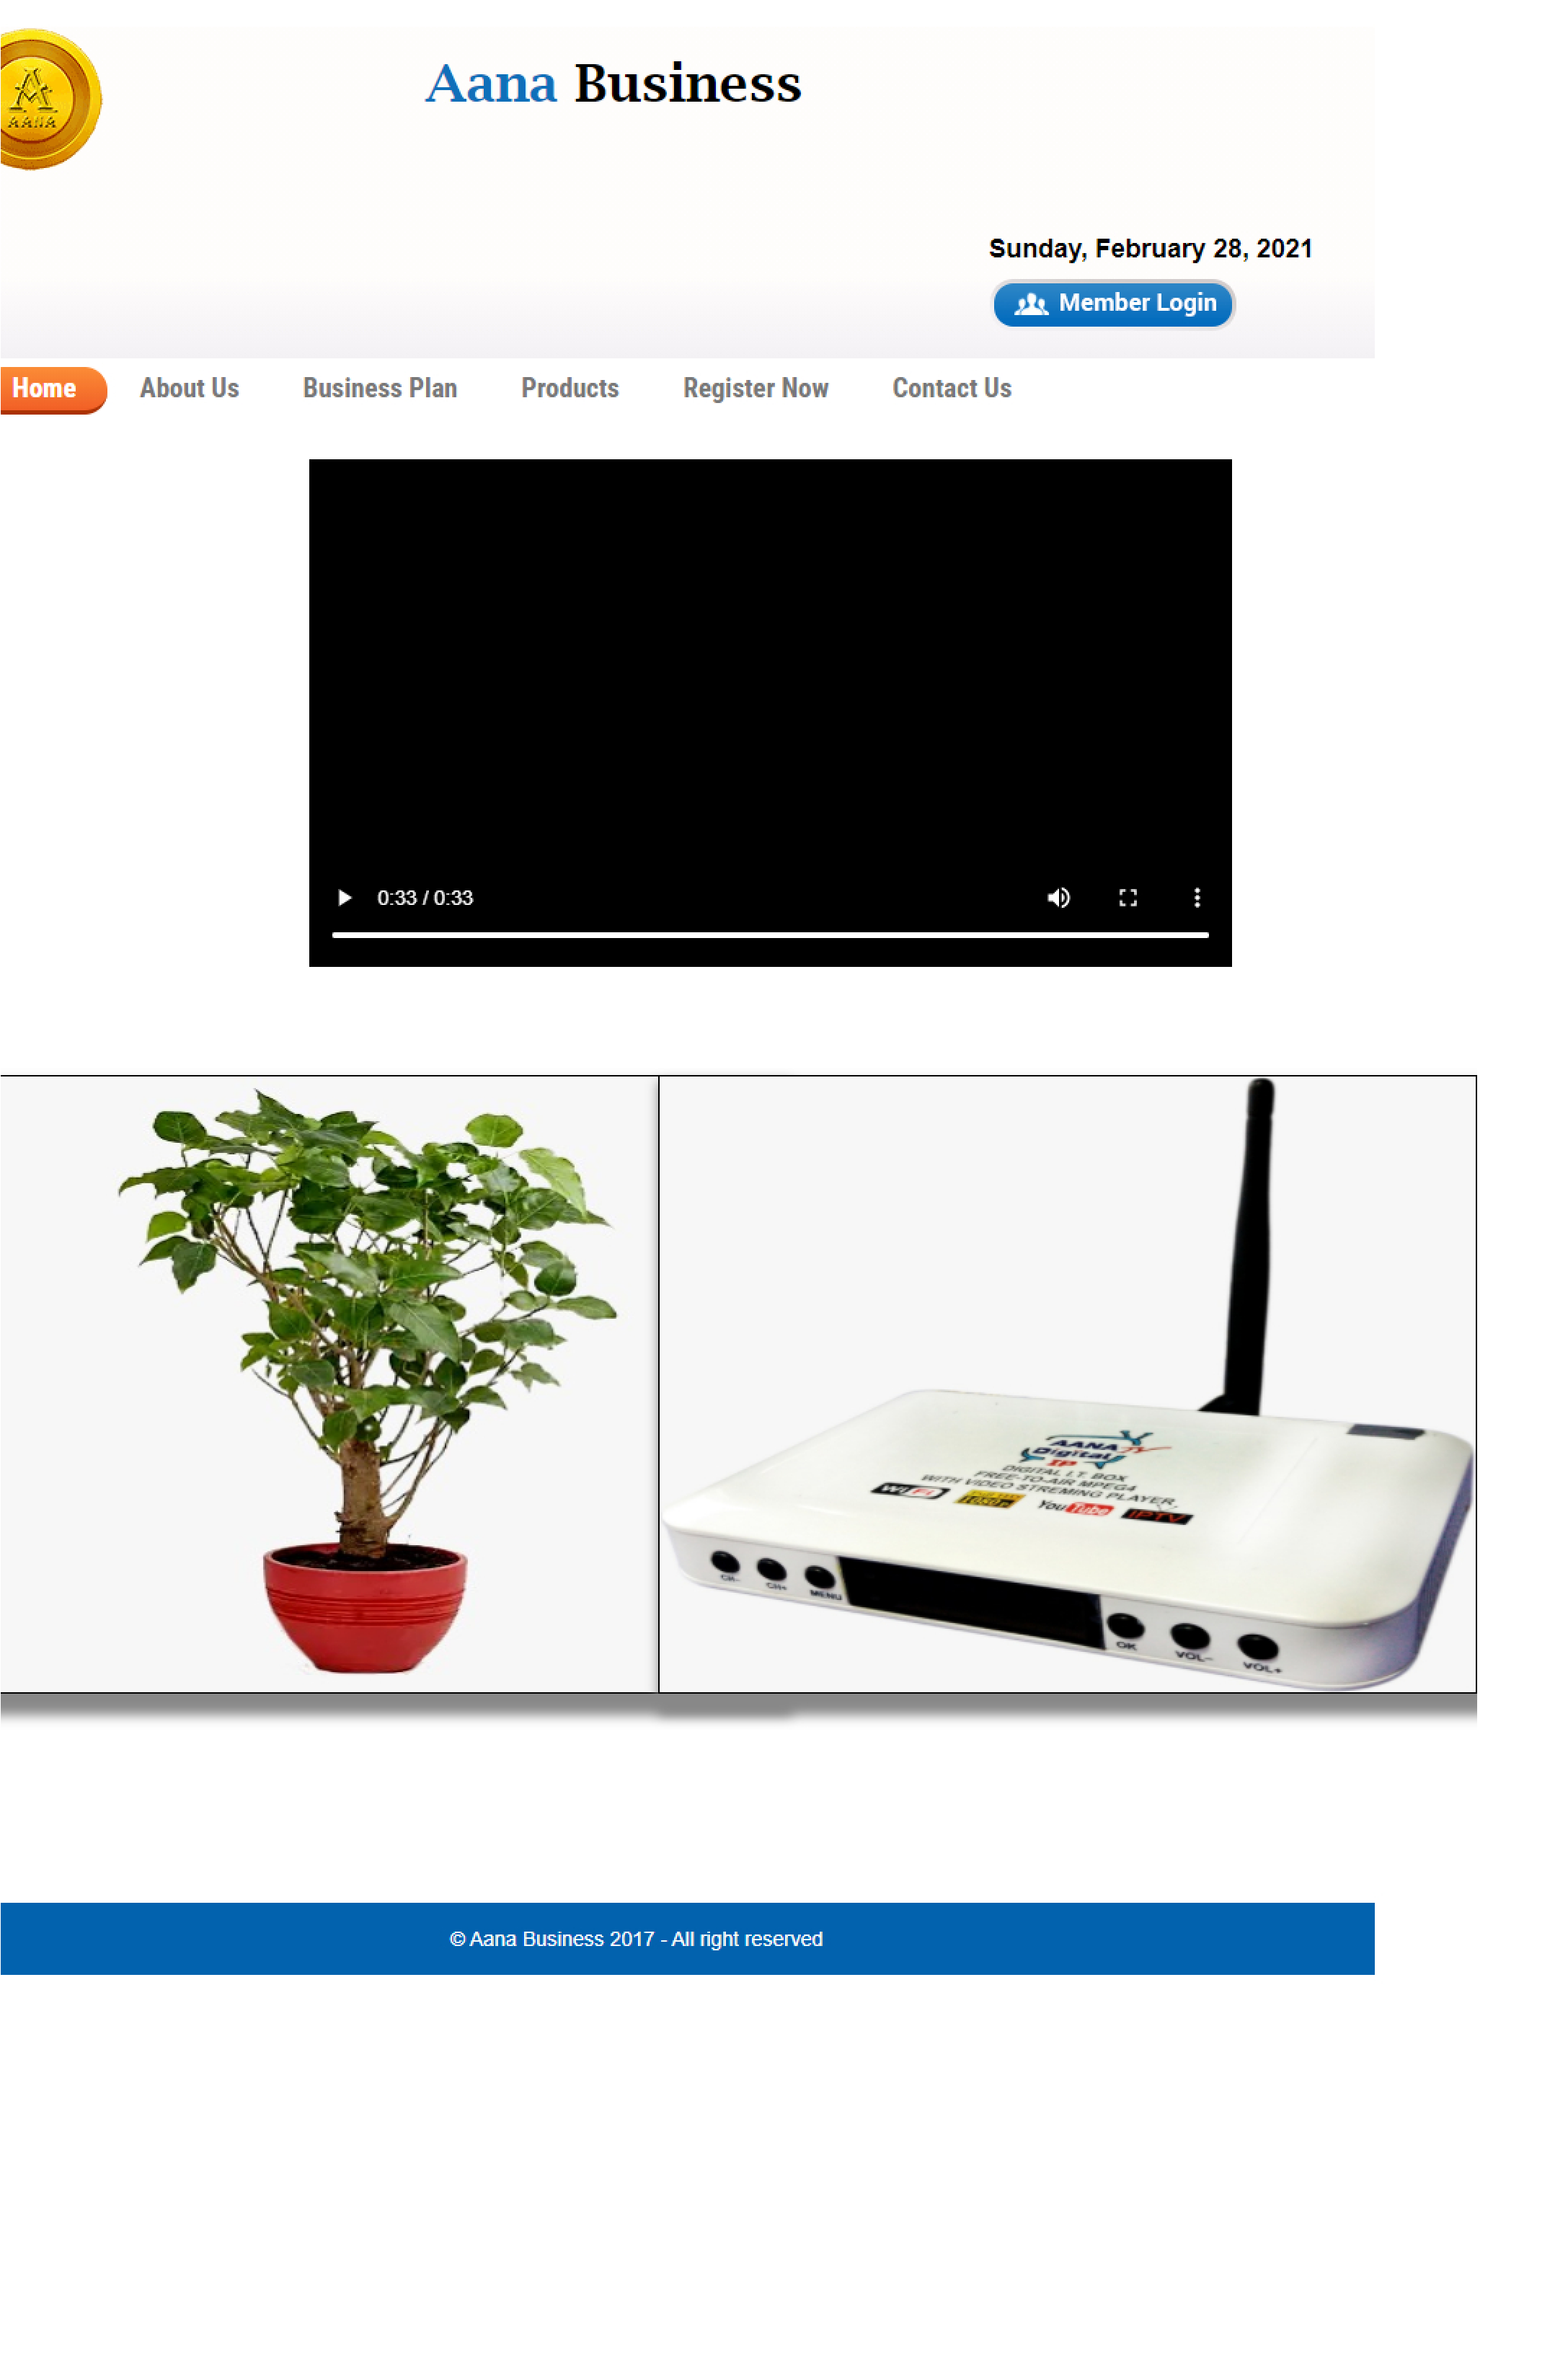 AANA
Aana Business
Sunday, February 28, 2021
Member Login
Home About Us Business Plan Products Register Now Contact Us
0:33 / 0:33
AANA TV
Digital
IP
DIGITAL I.T. BOX
FREE-TO-AIR MPEG4
WITH VIDEO STREMING PLAYER,
WiFi 1080P YouTube IPTV
CH- CH+ MENU OK VOL- VOL+
© Aana Business 2017 - All right reserved